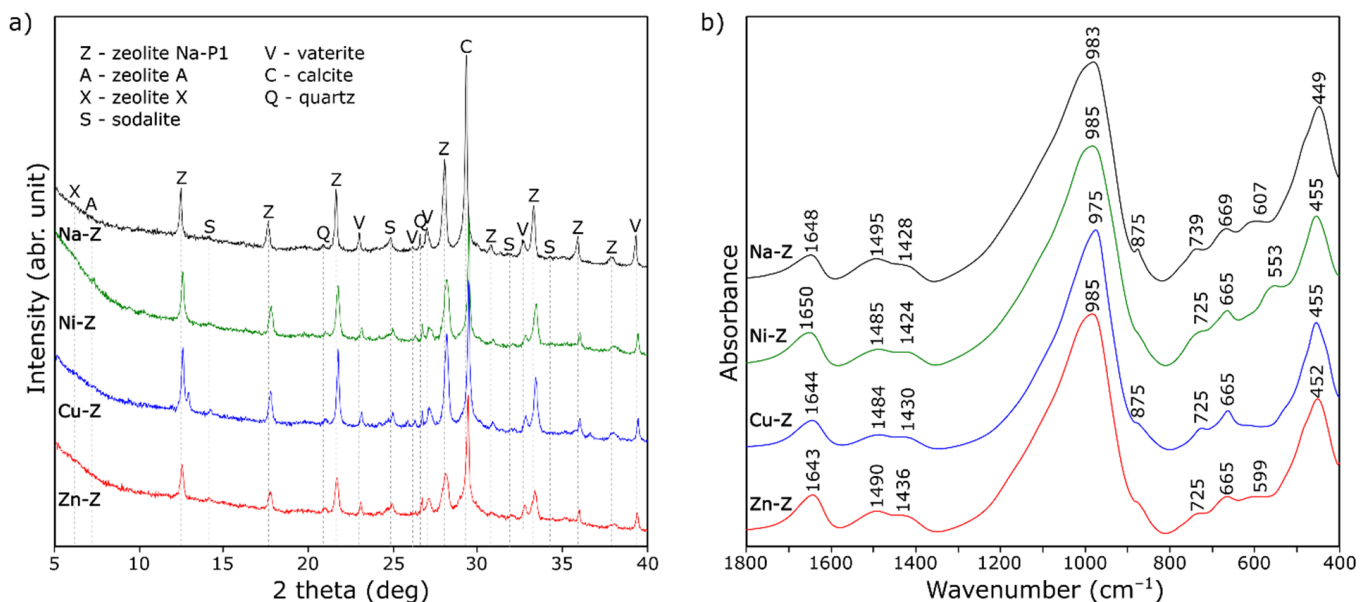 a)
Z - zeolite Na-P1 V - vaterite
A - zeolite A C - calcite
X - zeolite X Q - quartz
S - sodalite
C
X A Z S Z Q Z V S V Q V Z Z S V Z S Z Z V
Na-Z
Ni-Z
Cu-Z
Zn-Z
Intensity (abr. unit)
5 10 15 20 25 30 35 40
2 theta (deg)
b)
983
1648 1495 1428 875 739 669 607 449
Na-Z
985
1650 1485 1424 725 665 553 455
Ni-Z
975
1644 1484 1430 875 725 665 455
Cu-Z
985
1643 1490 1436 725 665 599 452
Zn-Z
Absorbance
1800 1600 1400 1200 1000 800 600 400
Wavenumber (cm⁻¹)